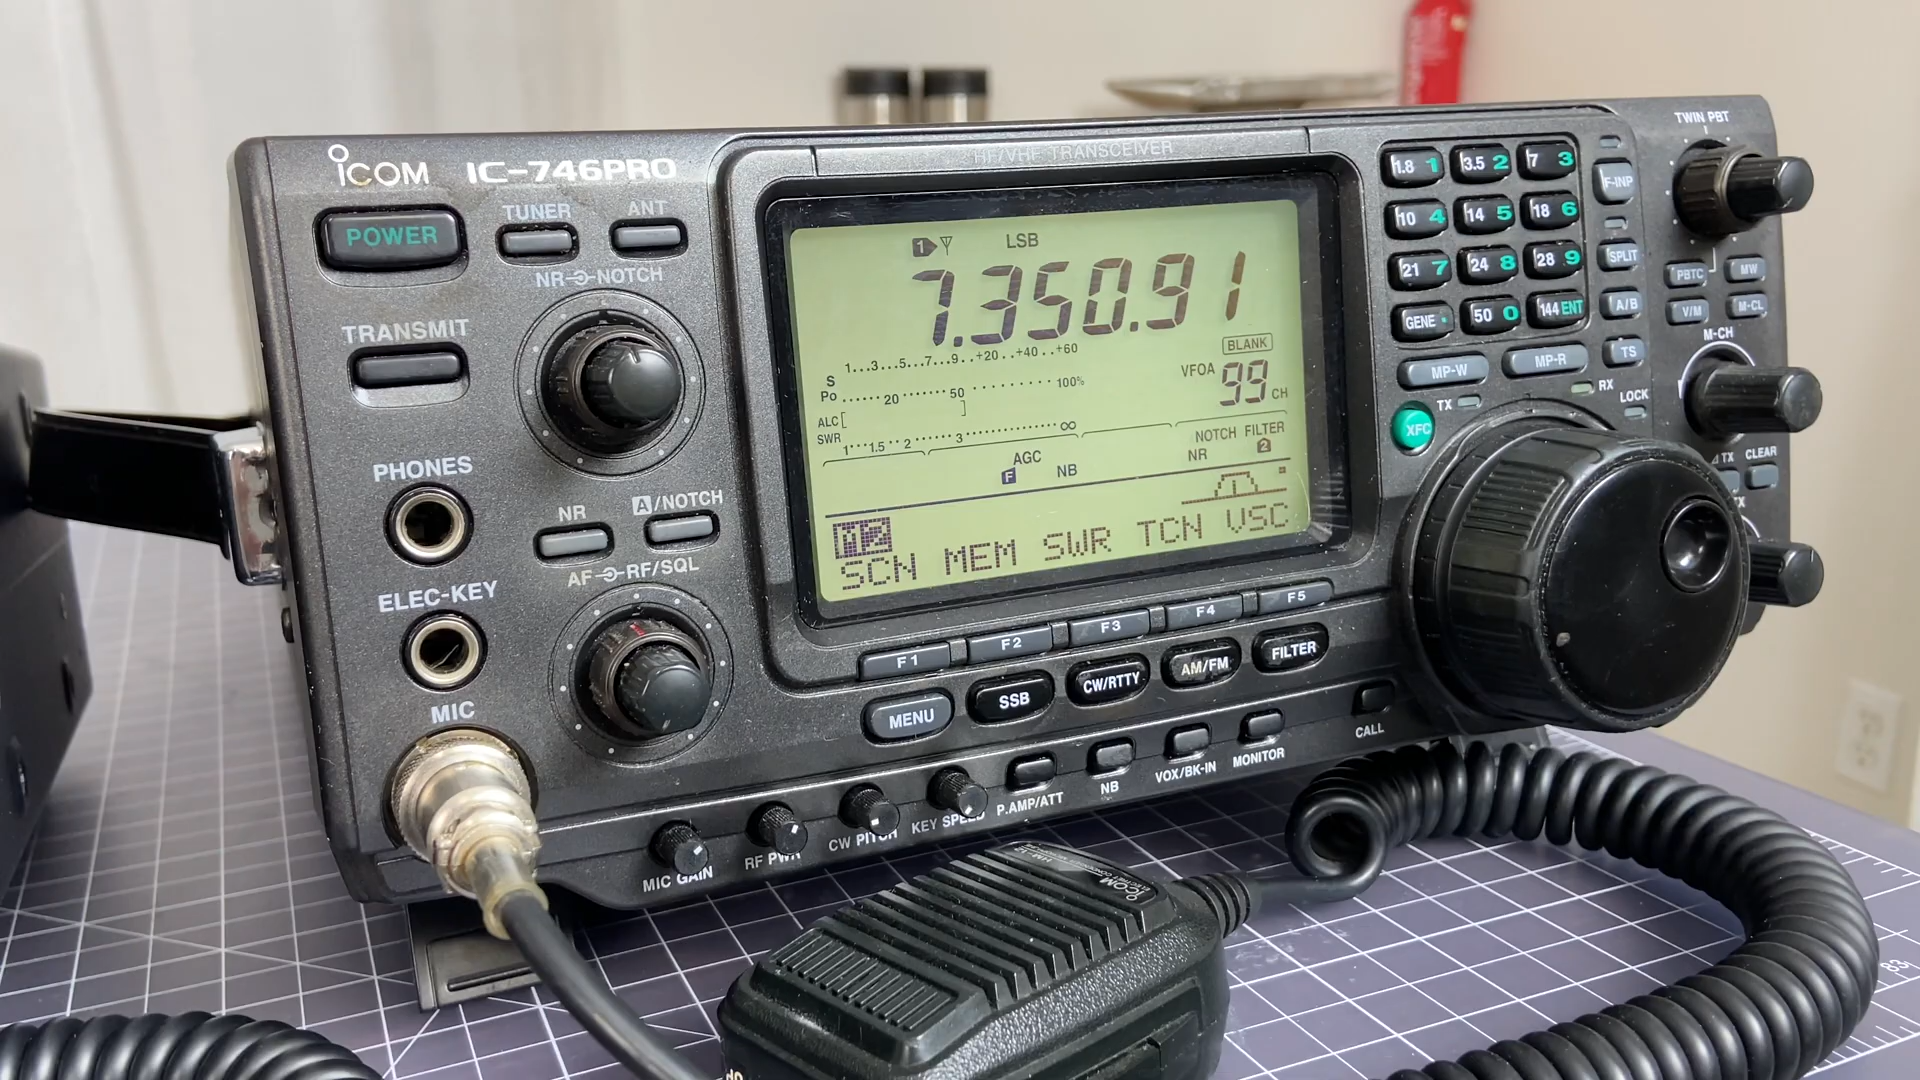 ICOM IC-746PRO
HF/VHF TRANSCEIVER
POWER
TUNER
ANT
NR NOTCH
TRANSMIT
PHONES
NR
A/NOTCH
AF RF/SQL
ELEC-KEY
MIC
1 LSB
7.350.91
S 1...3...5...7...9..+20..+40..+60
BLANK
Po ......20.........50.........100%
VFOA 99 CH
ALC
SWR 1...1.5..2.......3..............∞
NOTCH FILTER
AGC
NR 2
F NB
SCN MEM SWR TCN VSC
F1 F2 F3 F4 F5
MENU SSB CW/RTTY AM/FM FILTER
MIC GAIN
RF PWR
CW PITCH
KEY SPEED
P.AMP/ATT
NB
VOX/BK-IN
MONITOR
CALL
1.8 1 3.5 2 7 3
F-INP
10 4 14 5 18 6
21 7 24 8 28 9
SPLIT
GENE . 50 0 144 ENT
A/B
MP-W MP-R TS
TX RX
LOCK
XFC
TWIN PBT
PBTC MW
V/M M-CL
M-CH
TX CLEAR
ICOM
83